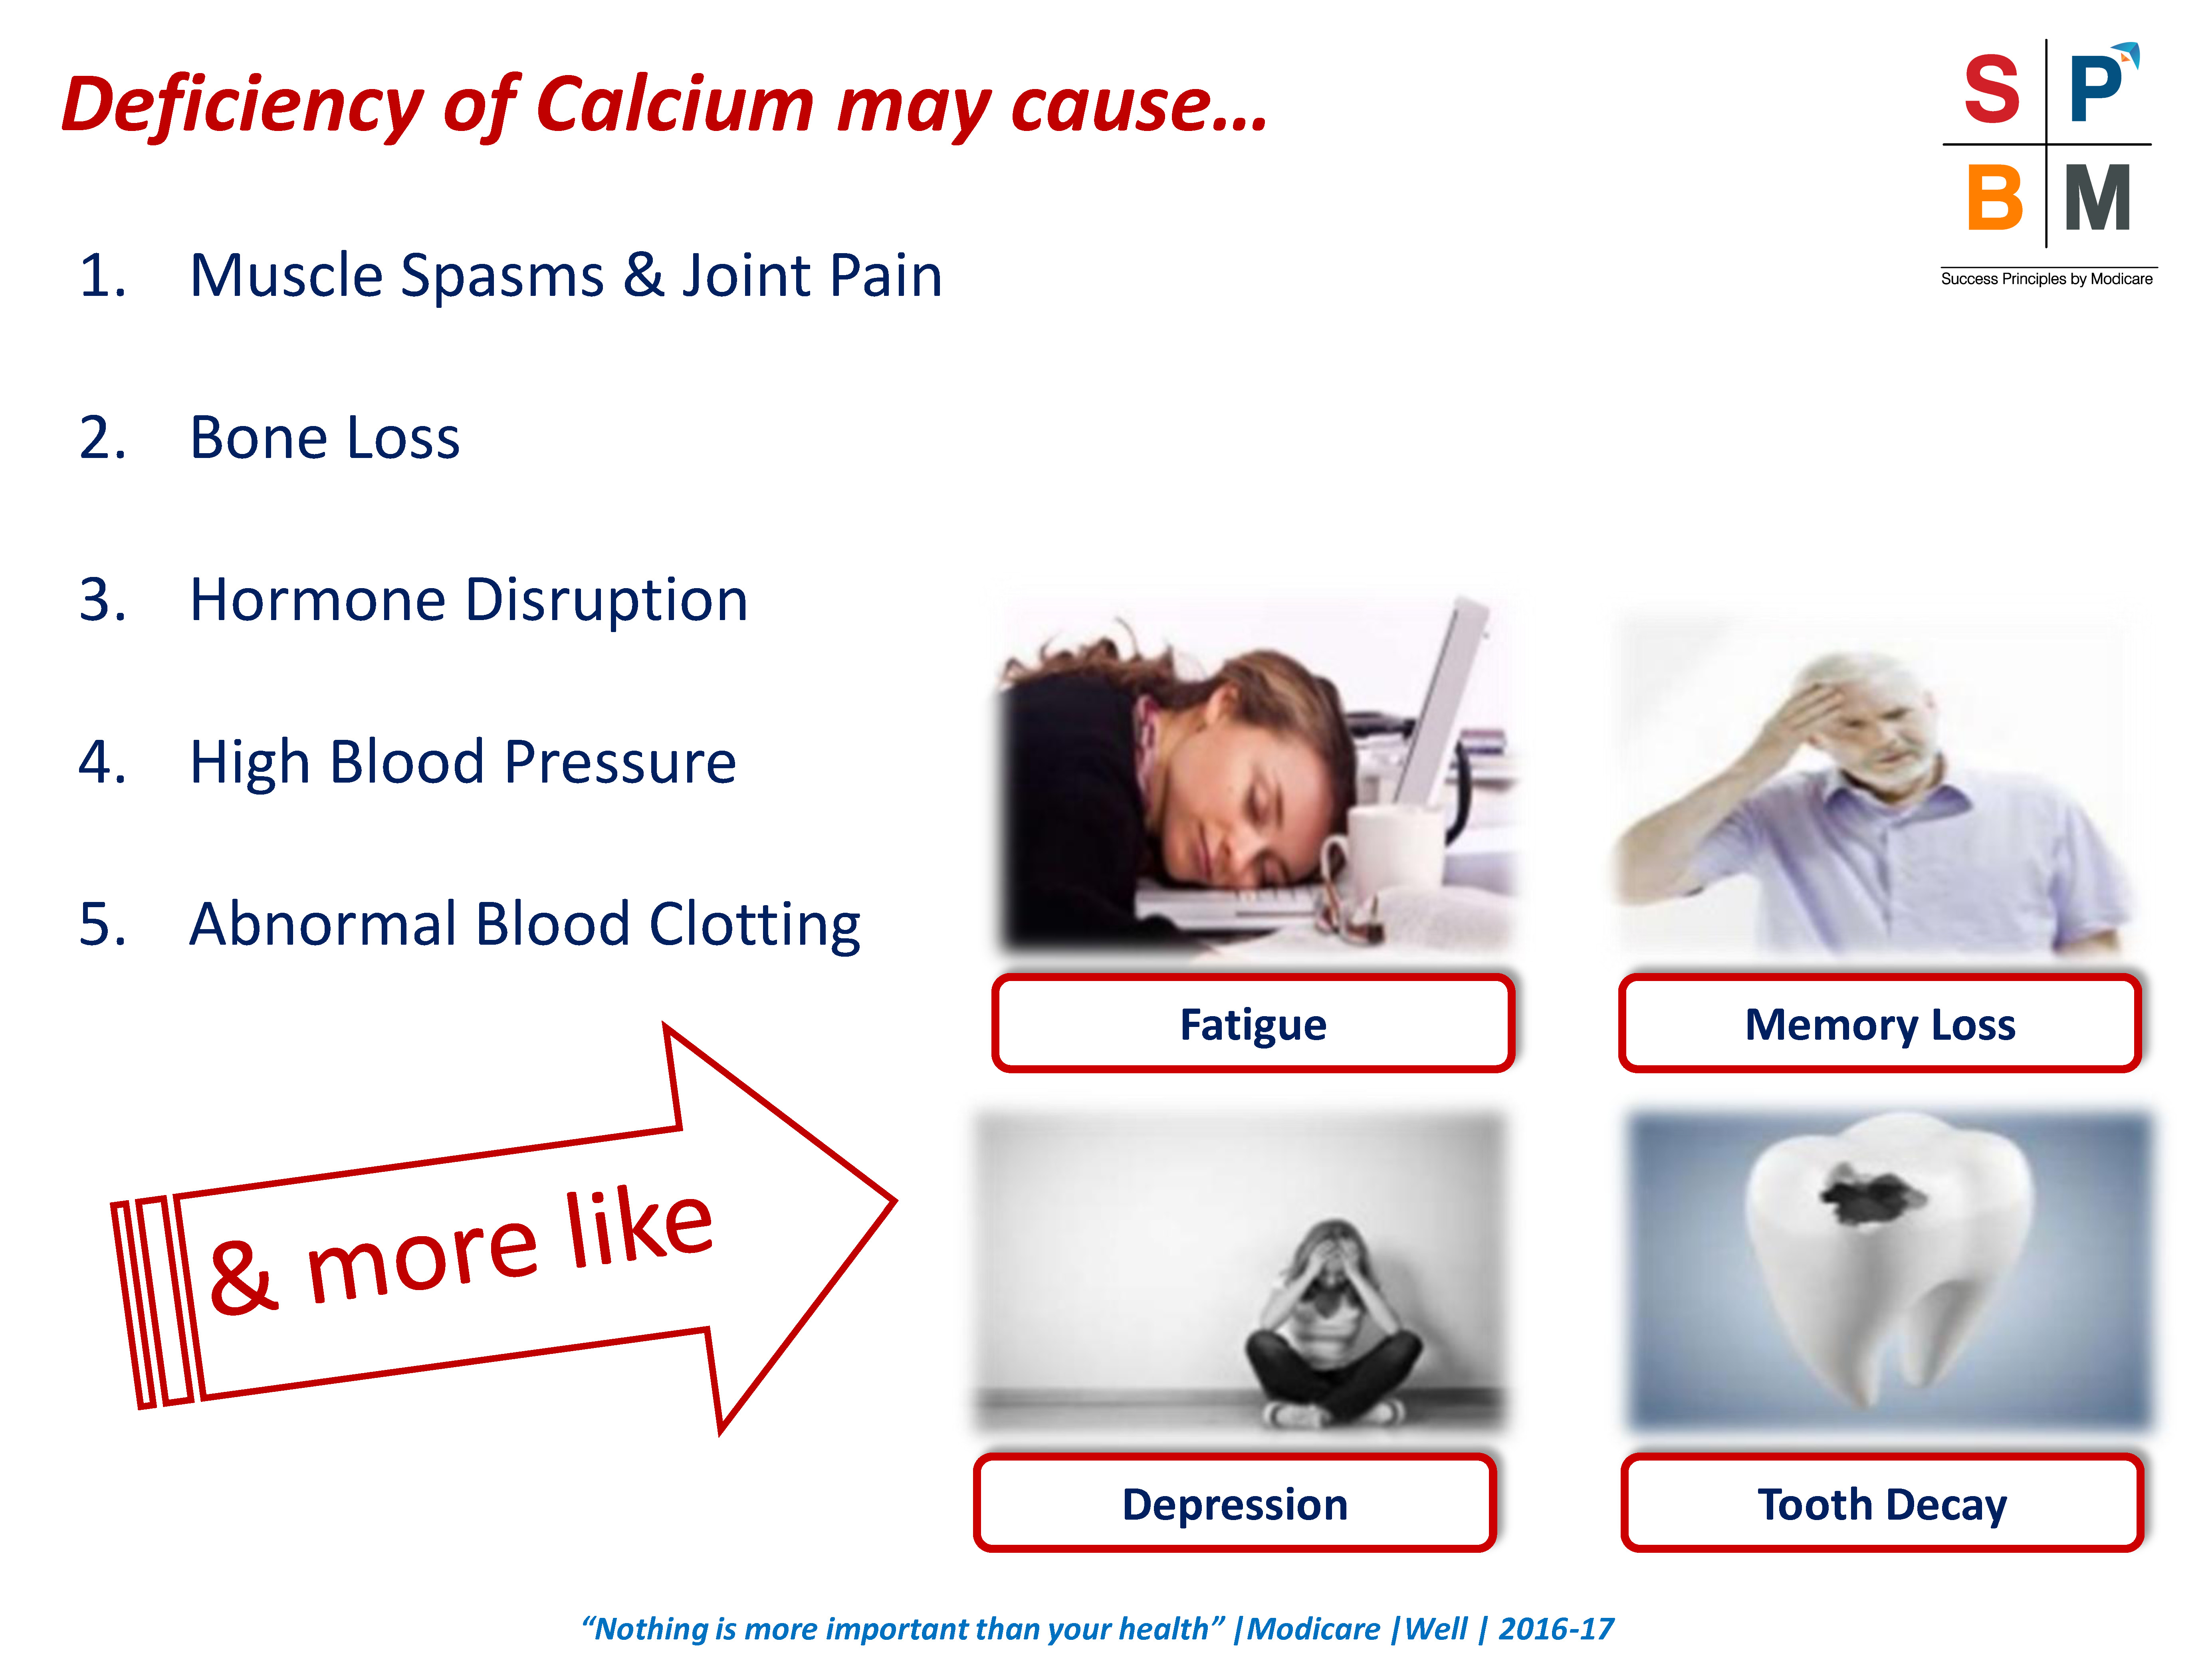 Deficiency of Calcium may cause...
S P
B M
Success Principles by Modicare
1. Muscle Spasms & Joint Pain
2. Bone Loss
3. Hormone Disruption
4. High Blood Pressure
5. Abnormal Blood Clotting
& more like
Fatigue
Memory Loss
Depression
Tooth Decay
“Nothing is more important than your health” |Modicare |Well | 2016-17